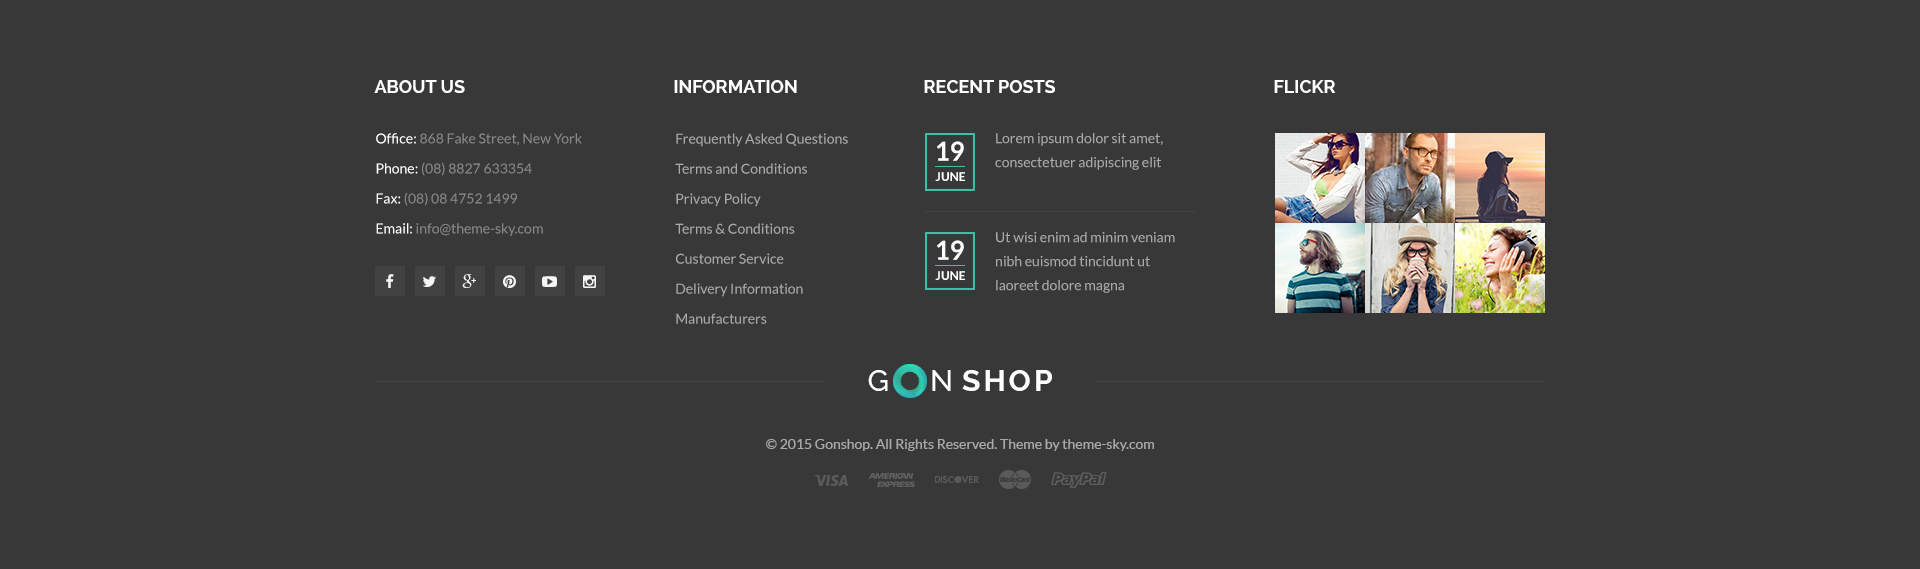 ABOUT US
Office: 868 Fake Street, New York
Phone: (08) 8827 633354
Fax: (08) 08 4752 1499
Email: info@theme-sky.com
INFORMATION
Frequently Asked Questions
Terms and Conditions
Privacy Policy
Terms & Conditions
Customer Service
Delivery Information
Manufacturers
RECENT POSTS
19
JUNE
Lorem ipsum dolor sit amet,
consectetuer adipiscing elit
19
JUNE
Ut wisi enim ad minim veniam
nibh euismod tincidunt ut
laoreet dolore magna
FLICKR
GON SHOP
© 2015 Gonshop. All Rights Reserved. Theme by theme-sky.com
VISA
AMERICAN
EXPRESS
DISCOVER
MasterCard
PayPal